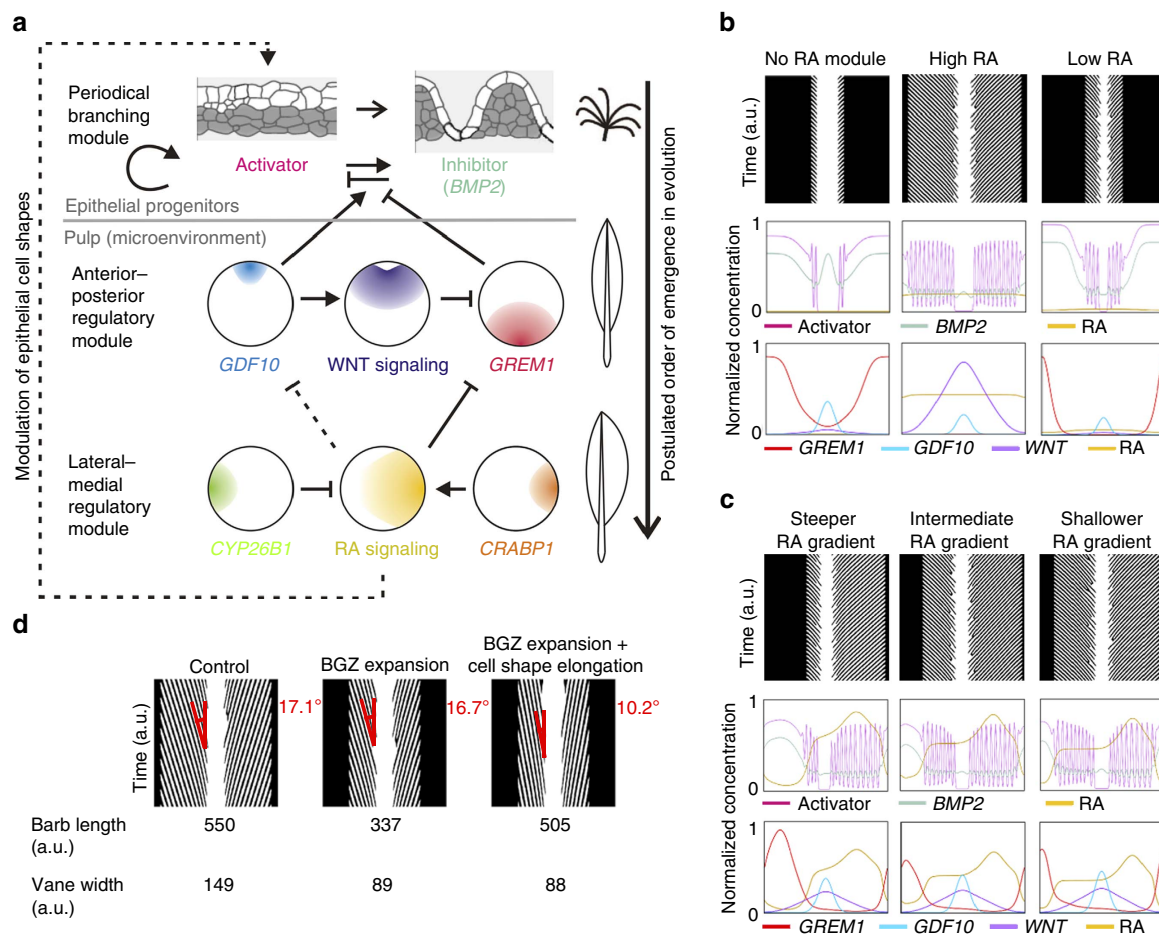 a
Periodical
branching
module
Activator
Inhibitor
(BMP2)
Epithelial progenitors
Pulp (microenvironment)
Anterior–
posterior
regulatory
module
GDF10
WNT signaling
GREM1
Lateral–
medial
regulatory
module
CYP26B1
RA signaling
CRABP1
Modulation of epithelial cell shapes
Postulated order of emergence in evolution
b
No RA module
High RA
Low RA
Time (a.u.)
Normalized concentration
1
0
Activator
BMP2
RA
1
0
GREM1
GDF10
WNT
RA
c
Steeper
RA gradient
Intermediate
RA gradient
Shallower
RA gradient
Time (a.u.)
Normalized concentration
1
0
Activator
BMP2
RA
1
0
GREM1
GDF10
WNT
RA
d
Control
BGZ expansion
BGZ expansion +
cell shape elongation
Time (a.u.)
17.1°
16.7°
10.2°
Barb length
(a.u.)
550
337
505
Vane width
(a.u.)
149
89
88